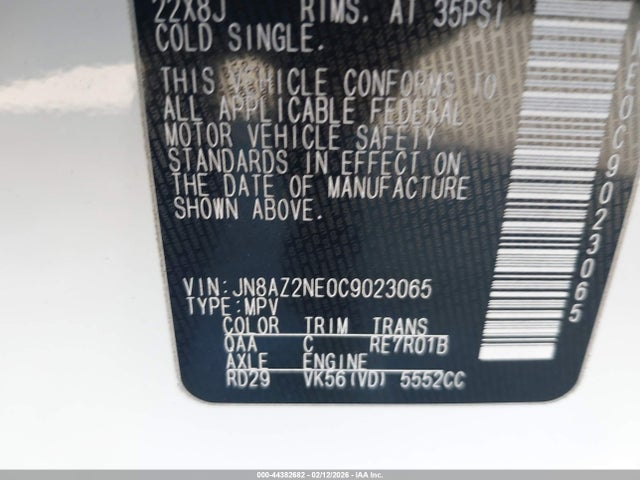 22X8J RIMS. AT 35PSI
COLD SINGLE.
THIS VEHICLE CONFORMS TO
ALL APPLICABLE FEDERAL
MOTOR VEHICLE SAFETY
STANDARDS IN EFFECT ON
THE DATE OF MANUFACTURE
SHOWN ABOVE.
VIN:JN8AZ2NE0C9023065
TYPE:MPV
COLOR TRIM TRANS
QAA C RE7R01B
AXLE ENGINE
RD29 VK56(VD) 5552CC
E0C9023065
000-44382682 - 02/12/2026 - IAA Inc.